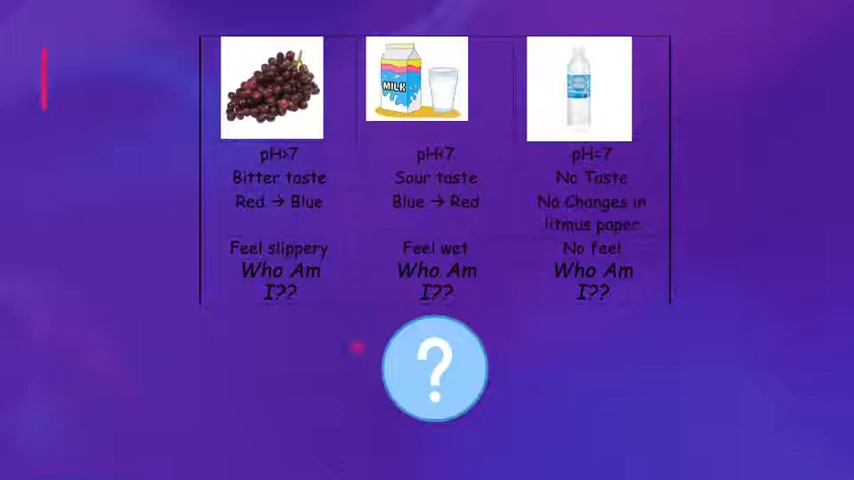 MILK
pH>7
Bitter taste
Red → Blue
Feel slippery
Who Am
I??
pH<7
Sour taste
Blue → Red
Feel wet
Who Am
I??
pH=7
No Taste
No Changes in
litmus paper
No feel
Who Am
I??
?